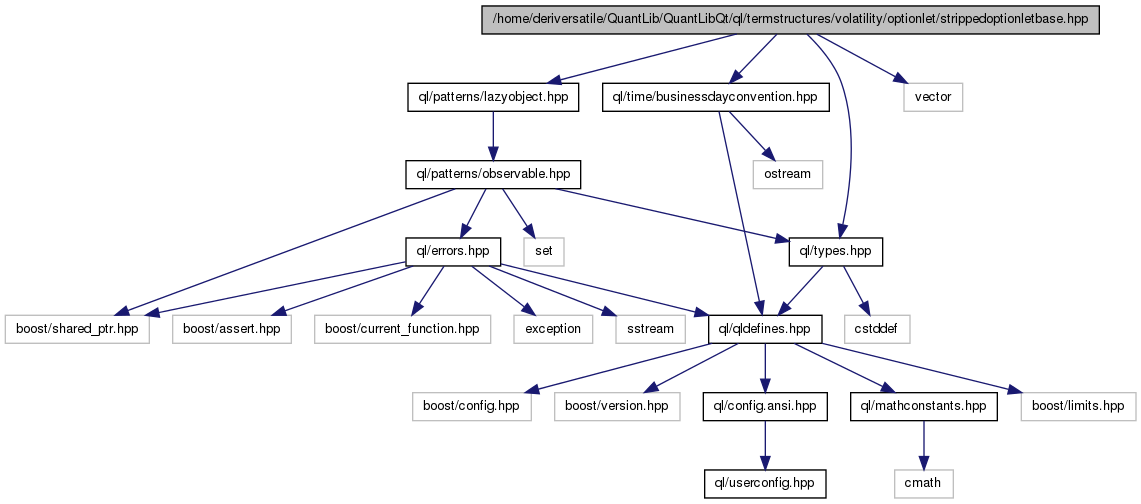 /home/deriversatile/QuantLib/QuantLibQt/ql/termstructures/volatility/optionlet/strippedoptionletbase.hpp
ql/patterns/lazyobject.hpp
ql/time/businessdayconvention.hpp
vector
ql/patterns/observable.hpp
ostream
ql/errors.hpp
set
ql/types.hpp
boost/shared_ptr.hpp
boost/assert.hpp
boost/current_function.hpp
exception
sstream
ql/qldefines.hpp
cstddef
boost/config.hpp
boost/version.hpp
ql/config.ansi.hpp
ql/mathconstants.hpp
boost/limits.hpp
ql/userconfig.hpp
cmath